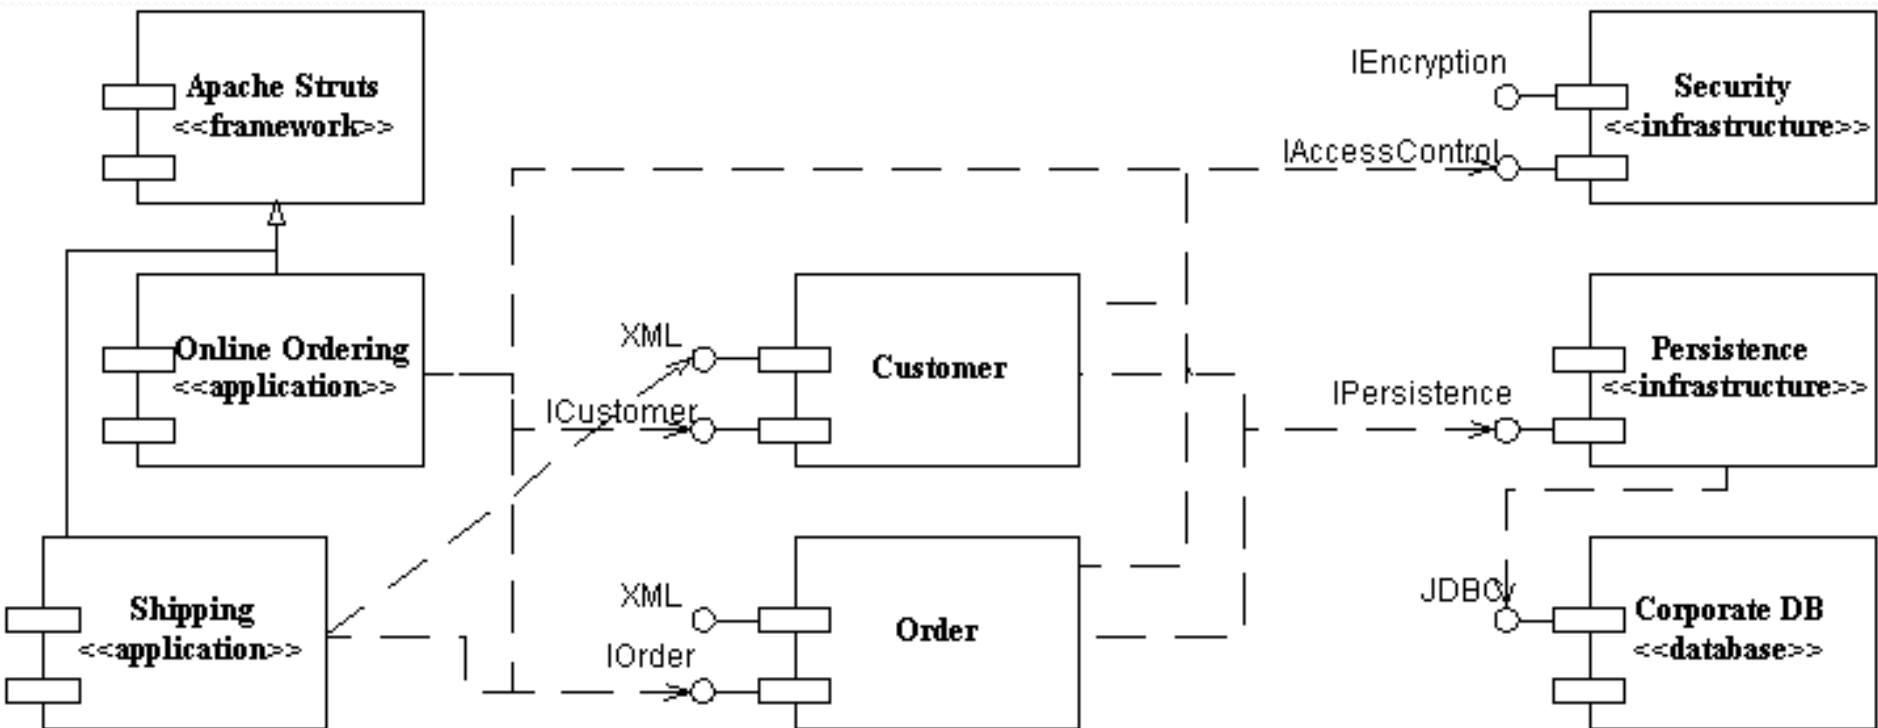 Apache Struts
<<framework>>
IEncryption
Security
<<infrastructure>>
IAccessControl
Online Ordering
<<application>>
XML
ICustomer
Customer
IPersistence
Persistence
<<infrastructure>>
Shipping
<<application>>
XML
IOrder
Order
JDBC
Corporate DB
<<database>>